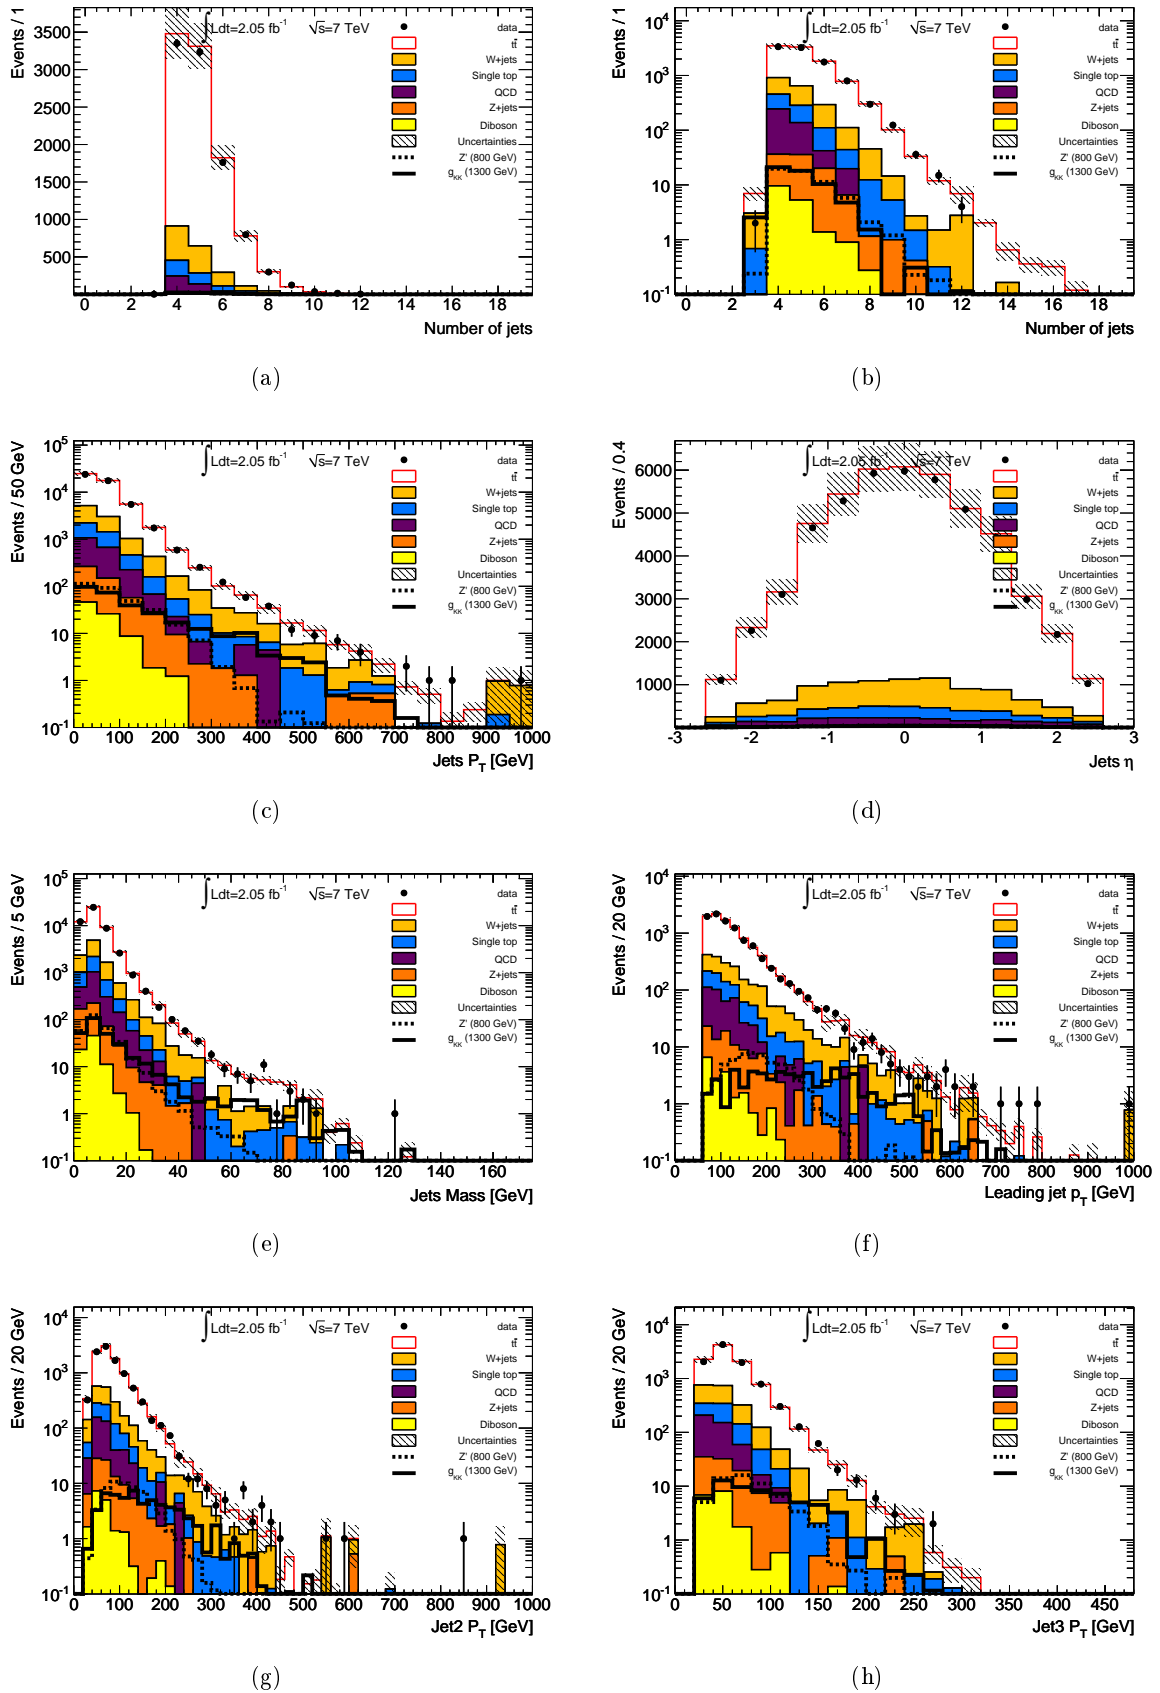 Events / 1
3500
3000
2500
2000
1500
1000
500
∫Ldt=2.05 fb⁻¹ √s=7 TeV
data
tt̄
W+jets
Single top
QCD
Z+jets
Diboson
Uncertainties
Z' (800 GeV)
g_KK (1300 GeV)
0 2 4 6 8 10 12 14 16 18
Number of jets
(a)
Events / 1
10⁴
10³
10²
10
1
10⁻¹
∫Ldt=2.05 fb⁻¹ √s=7 TeV
data
tt̄
W+jets
Single top
QCD
Z+jets
Diboson
Uncertainties
Z' (800 GeV)
g_KK (1300 GeV)
0 2 4 6 8 10 12 14 16 18
Number of jets
(b)
Events / 50 GeV
10⁵
10⁴
10³
10²
10
1
10⁻¹
∫Ldt=2.05 fb⁻¹ √s=7 TeV
data
tt̄
W+jets
Single top
QCD
Z+jets
Diboson
Uncertainties
Z' (800 GeV)
g_KK (1300 GeV)
0 100 200 300 400 500 600 700 800 900 1000
Jets P_T [GeV]
(c)
Events / 0.4
6000
5000
4000
3000
2000
1000
∫Ldt=2.05 fb⁻¹ √s=7 TeV
data
tt̄
W+jets
Single top
QCD
Z+jets
Diboson
Uncertainties
Z' (800 GeV)
g_KK (1300 GeV)
-3 -2 -1 0 1 2 3
Jets η
(d)
Events / 5 GeV
10⁵
10⁴
10³
10²
10
1
10⁻¹
∫Ldt=2.05 fb⁻¹ √s=7 TeV
data
tt̄
W+jets
Single top
QCD
Z+jets
Diboson
Uncertainties
Z' (800 GeV)
g_KK (1300 GeV)
0 20 40 60 80 100 120 140 160
Jets Mass [GeV]
(e)
Events / 20 GeV
10⁴
10³
10²
10
1
10⁻¹
∫Ldt=2.05 fb⁻¹ √s=7 TeV
data
tt̄
W+jets
Single top
QCD
Z+jets
Diboson
Uncertainties
Z' (800 GeV)
g_KK (1300 GeV)
0 100 200 300 400 500 600 700 800 900 1000
Leading jet p_T [GeV]
(f)
Events / 20 GeV
10⁴
10³
10²
10
1
10⁻¹
∫Ldt=2.05 fb⁻¹ √s=7 TeV
data
tt̄
W+jets
Single top
QCD
Z+jets
Diboson
Uncertainties
Z' (800 GeV)
g_KK (1300 GeV)
0 100 200 300 400 500 600 700 800 900 1000
Jet2 P_T [GeV]
(g)
Events / 20 GeV
10⁴
10³
10²
10
1
10⁻¹
∫Ldt=2.05 fb⁻¹ √s=7 TeV
data
tt̄
W+jets
Single top
QCD
Z+jets
Diboson
Uncertainties
Z' (800 GeV)
g_KK (1300 GeV)
0 50 100 150 200 250 300 350 400 450
Jet3 P_T [GeV]
(h)